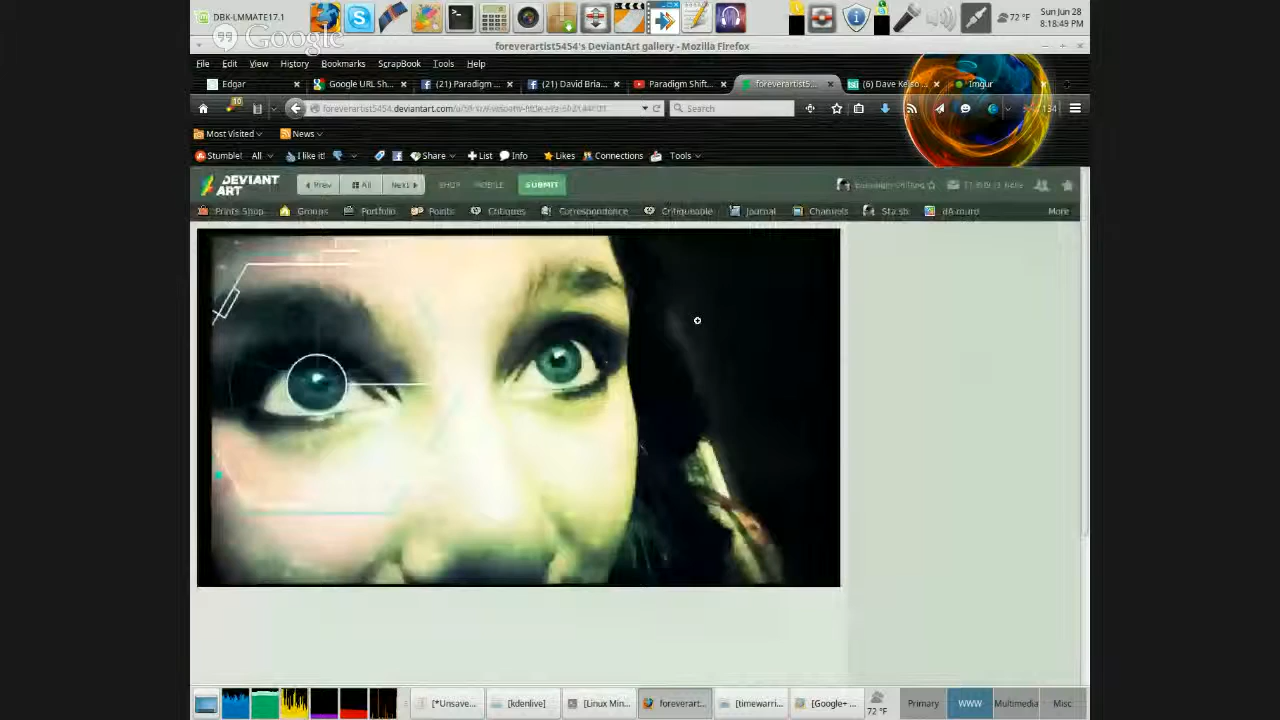 DBK-LMMATE17.1
Google
72 °F
Sun Jun 28
8:18:49 PM
foreverartist5454's DeviantArt gallery - Mozilla Firefox
File Edit View History Bookmarks ScrapBook Tools Help
Edgar
Google URL Sh...
(21) Paradigm ...
(21) David Bria...
Paradigm Shift...
foreverartist5...
(6) Dave Kelso...
Imgur
foreverartist5454.deviantart.com
Search
Most Visited
News
Stumble! All I like it! Share List Info Likes Connections Tools
DEVIANT
ART
Prev All Next SHOP MOBILE SUBMIT
Prints Shop Groups Portfolio Points Critiques Correspondence Critiqueable Journal Channels Sta.sh More
[*Unsave...
[kdenlive]
[Linux Min...
foreverart...
[timewarri...
[Google+ ...
72 °F
Primary WWW Multimedia Misc